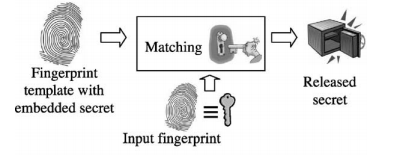 Matching
Fingerprint
template with
embedded secret
Input fingerprint
Released
secret